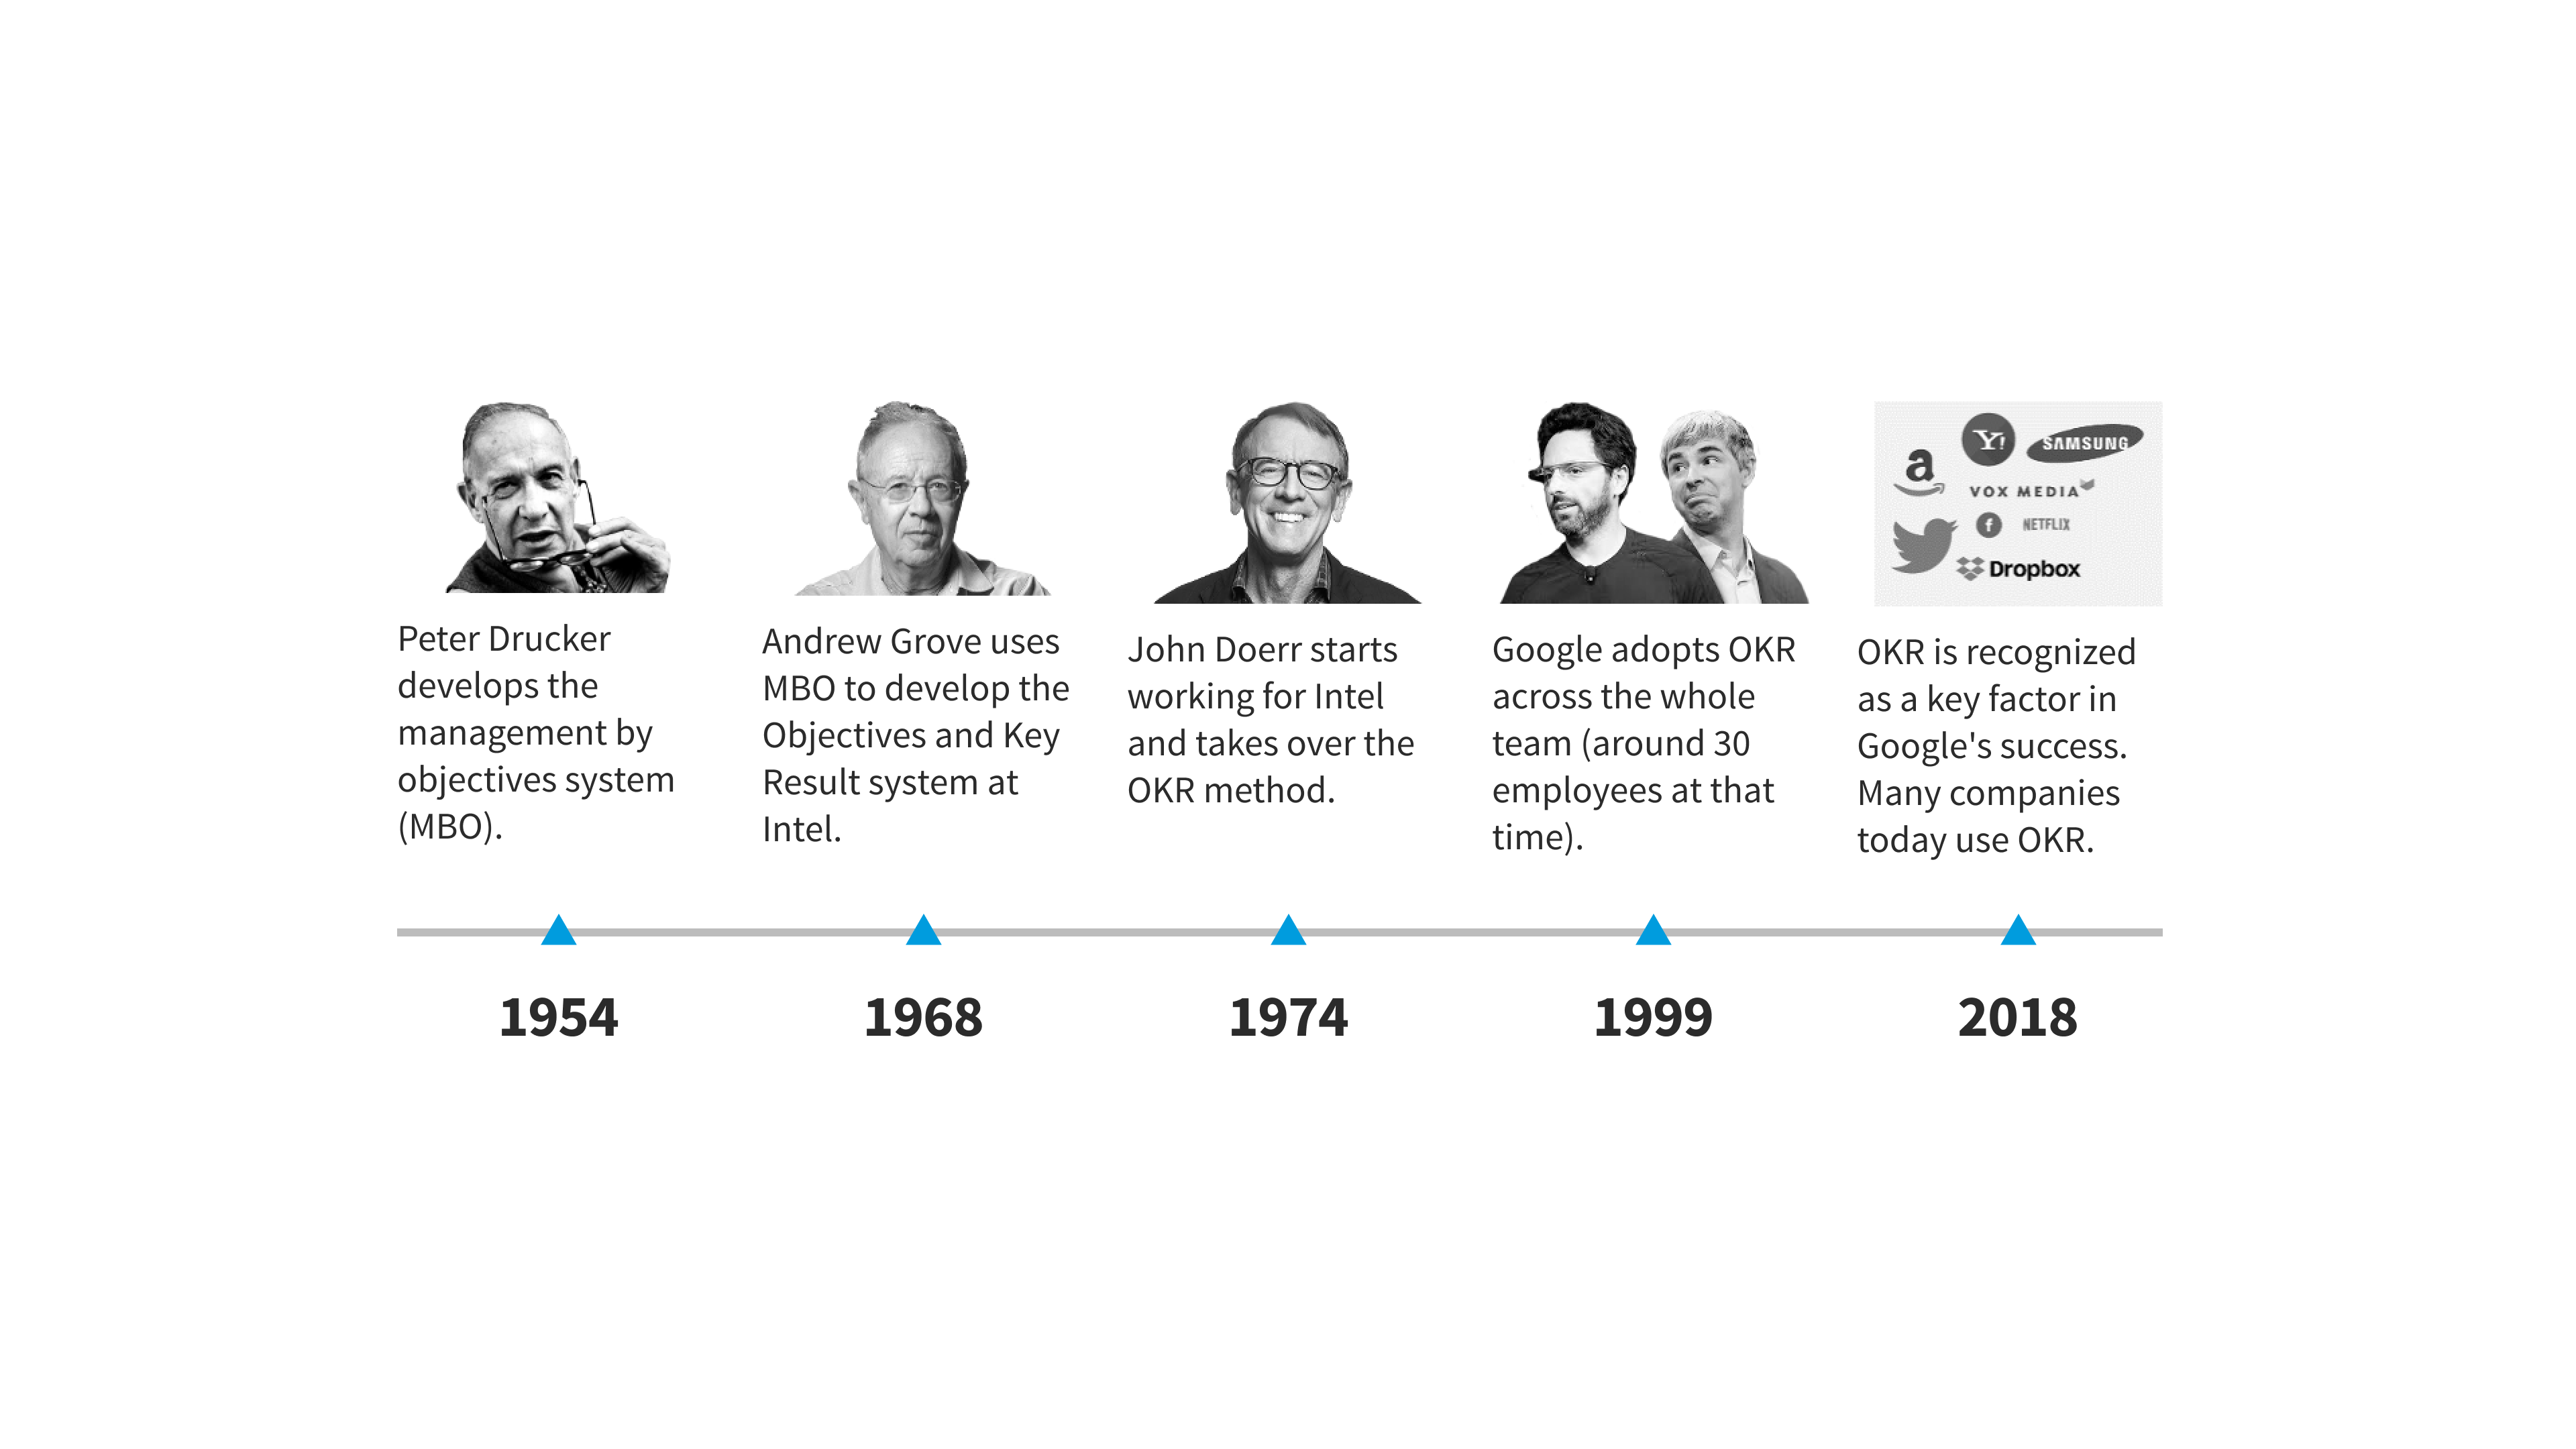 Y!
SAMSUNG
a
VOX MEDIA
f
NETFLIX
Dropbox
Peter Drucker
develops the
management by
objectives system
(MBO).
Andrew Grove uses
MBO to develop the
Objectives and Key
Result system at
Intel.
John Doerr starts
working for Intel
and takes over the
OKR method.
Google adopts OKR
across the whole
team (around 30
employees at that
time).
OKR is recognized
as a key factor in
Google's success.
Many companies
today use OKR.
1954
1968
1974
1999
2018